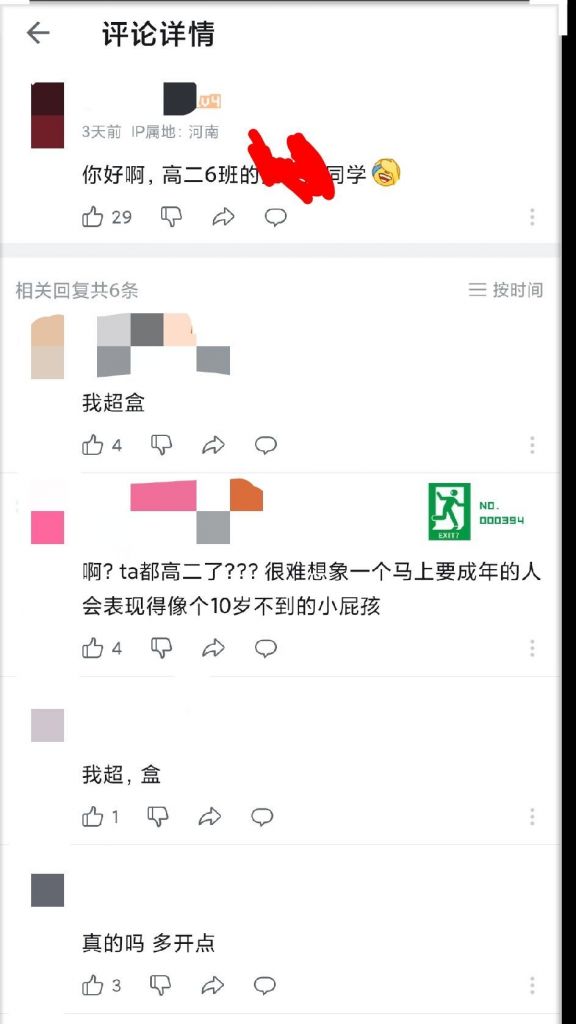 评论详情
3天前 IP属地：河南
你好啊，高二6班的 同学
29
相关回复共6条
按时间
我超盒
4
NO.
000394
EXIT7
啊？ta都高二了？？？很难想象一个马上要成年的人
会表现得像个10岁不到的小屁孩
4
我超，盒
1
真的吗 多开点
3